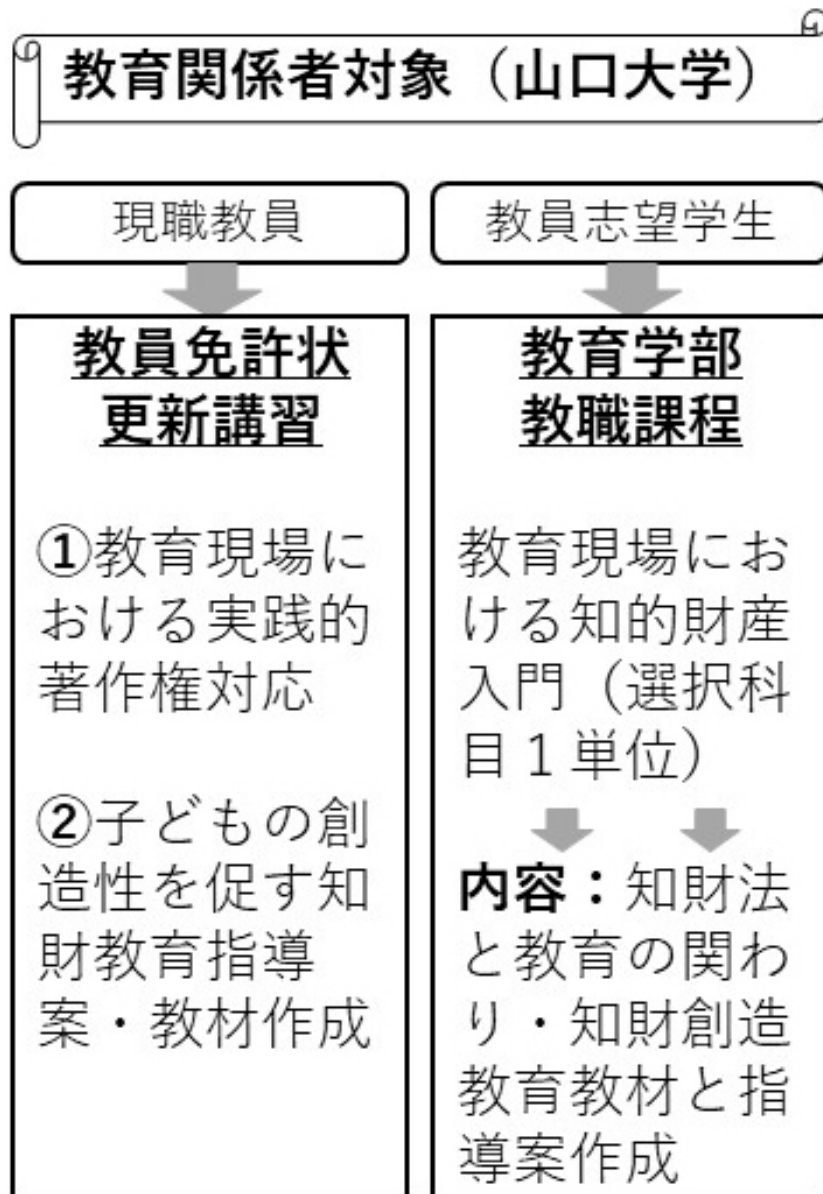 教育関係者対象（山口大学）
現職教員
教員免許状
更新講習
①教育現場に
おける実践的
著作権対応
②子どもの創
造性を促す知
財教育指導
案・教材作成
教員志望学生
教育学部
教職課程
教育現場にお
ける知的財産
入門（選択科
目１単位）
内容：知財法
と教育の関わ
り・知財創造
教育教材と指
導案作成